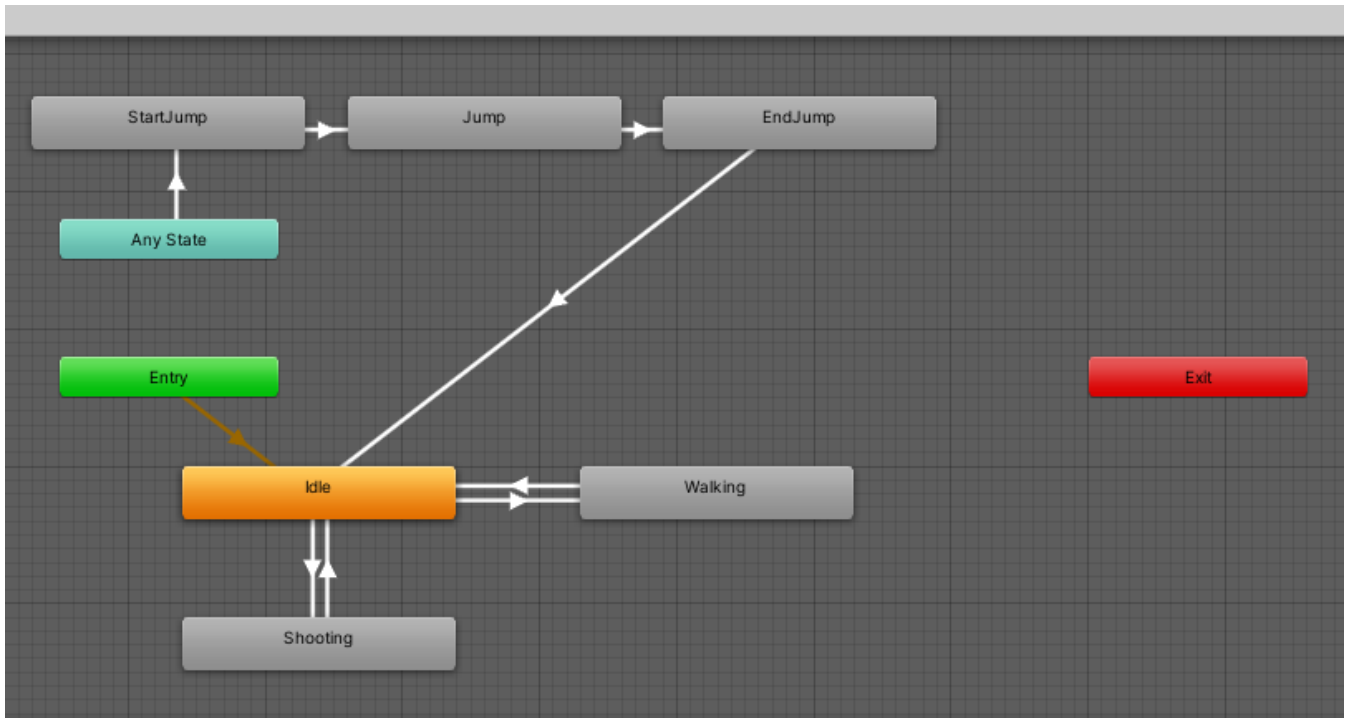 StartJump
Jump
EndJump
Any State
Entry
Exit
Idle
Walking
Shooting